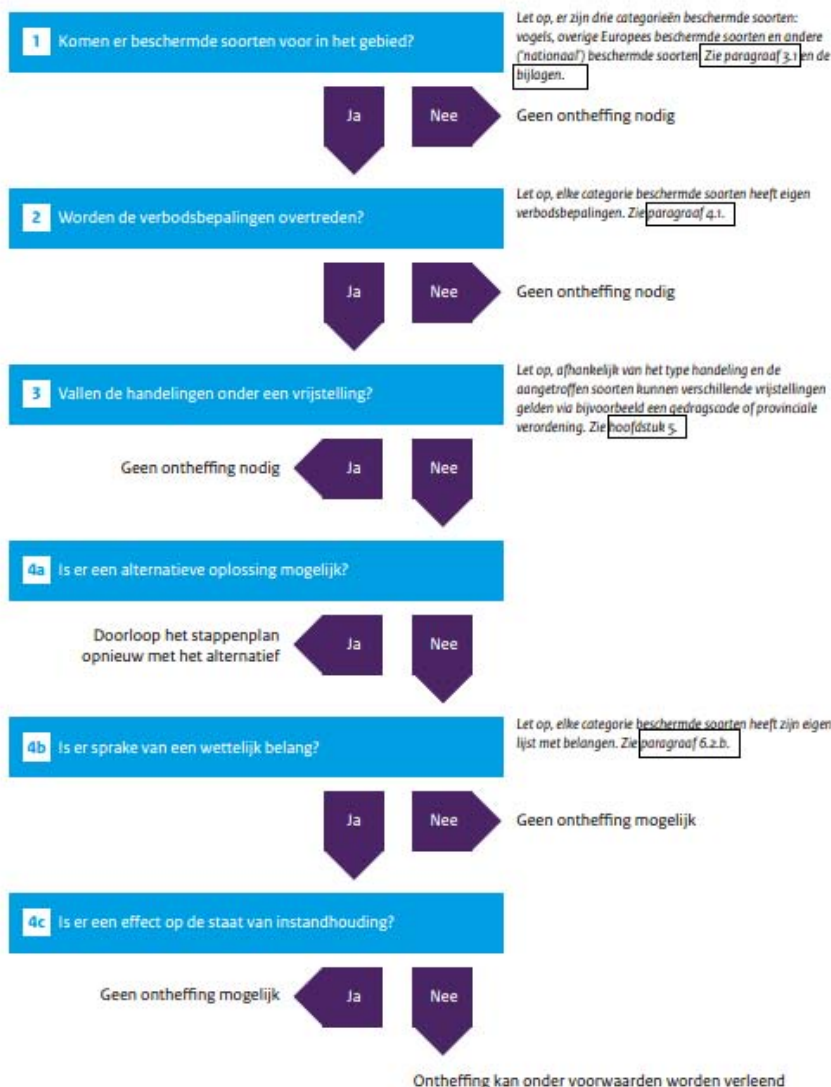 1 Komen er beschermde soorten voor in het gebied?
Let op, er zijn drie categorieën beschermde soorten:
vogels, overige Europees beschermde soorten en andere
('nationaal') beschermde soorten. Zie paragraaf 3.1 en de
bijlagen.
Ja
Nee
Geen ontheffing nodig
2 Worden de verbodsbepalingen overtreden?
Let op, elke categorie beschermde soorten heeft eigen
verbodsbepalingen. Zie paragraaf 4.1.
Ja
Nee
Geen ontheffing nodig
3 Vallen de handelingen onder een vrijstelling?
Let op, afhankelijk van het type handeling en de
aangetroffen soorten kunnen verschillende vrijstellingen
gelden via bijvoorbeeld een gedragscode of provinciale
verordening. Zie hoofdstuk 5.
Geen ontheffing nodig
Ja
Nee
4a Is er een alternatieve oplossing mogelijk?
Doorloop het stappenplan
opnieuw met het alternatief
Ja
Nee
4b Is er sprake van een wettelijk belang?
Let op, elke categorie beschermde soorten heeft zijn eigen
lijst met belangen. Zie paragraaf 6.2.b.
Ja
Nee
Geen ontheffing mogelijk
4c Is er een effect op de staat van instandhouding?
Geen ontheffing mogelijk
Ja
Nee
Ontheffing kan onder voorwaarden worden verleend